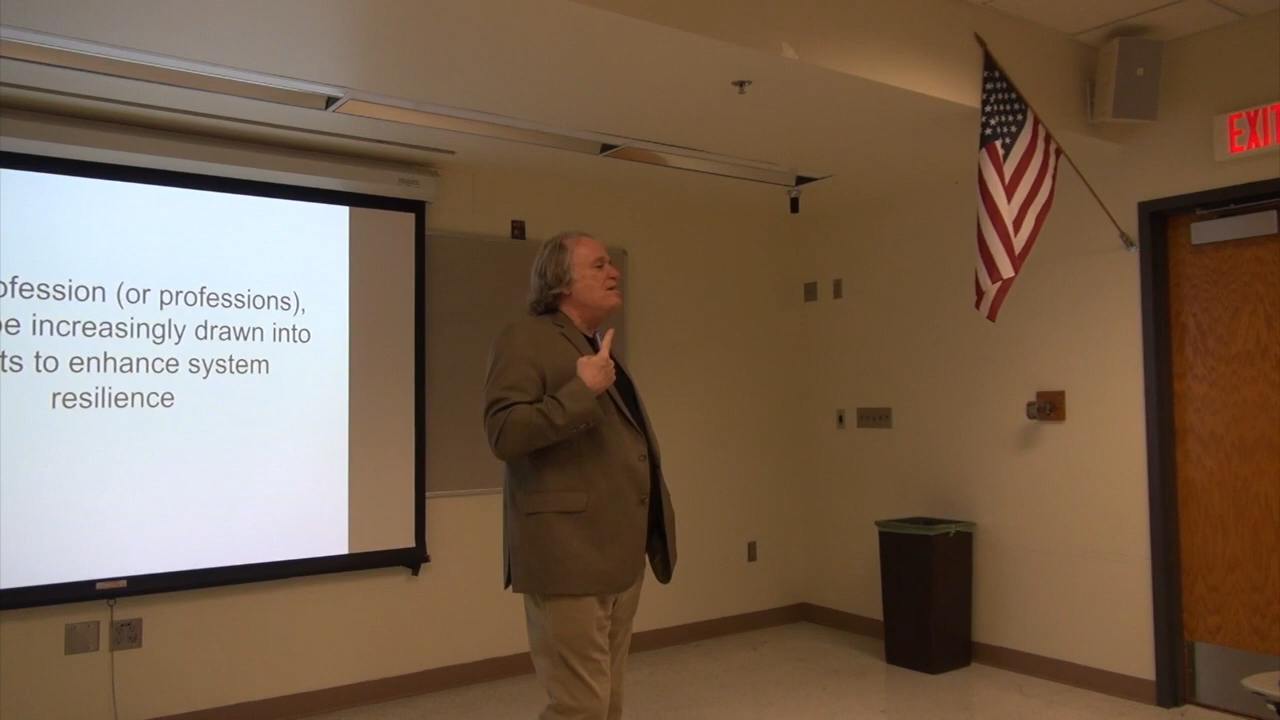 ofession (or professions),
e increasingly drawn into
ts to enhance system
resilience
EXIT